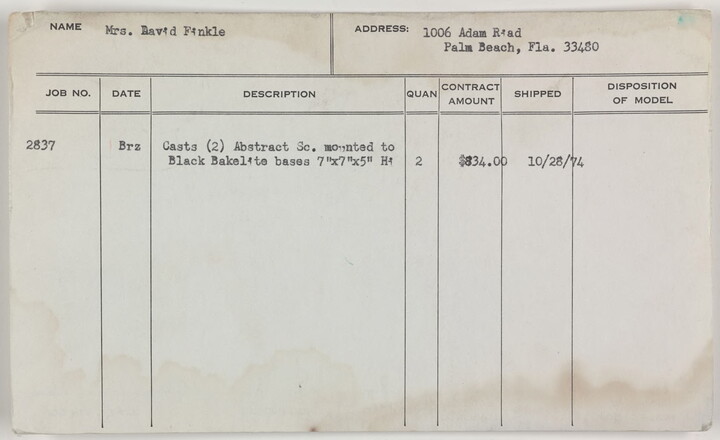 NAME Mrs. David Finkle ADDRESS: 1006 Adam Road
Palm Beach, Fla. 33480
JOB NO. DATE DESCRIPTION QUAN CONTRACT AMOUNT SHIPPED DISPOSITION OF MODEL
2837 Brz Casts (2) Abstract Sc. mounted to
Black Bakelite bases 7"x7"x5" Hi 2 $834.00 10/28/74